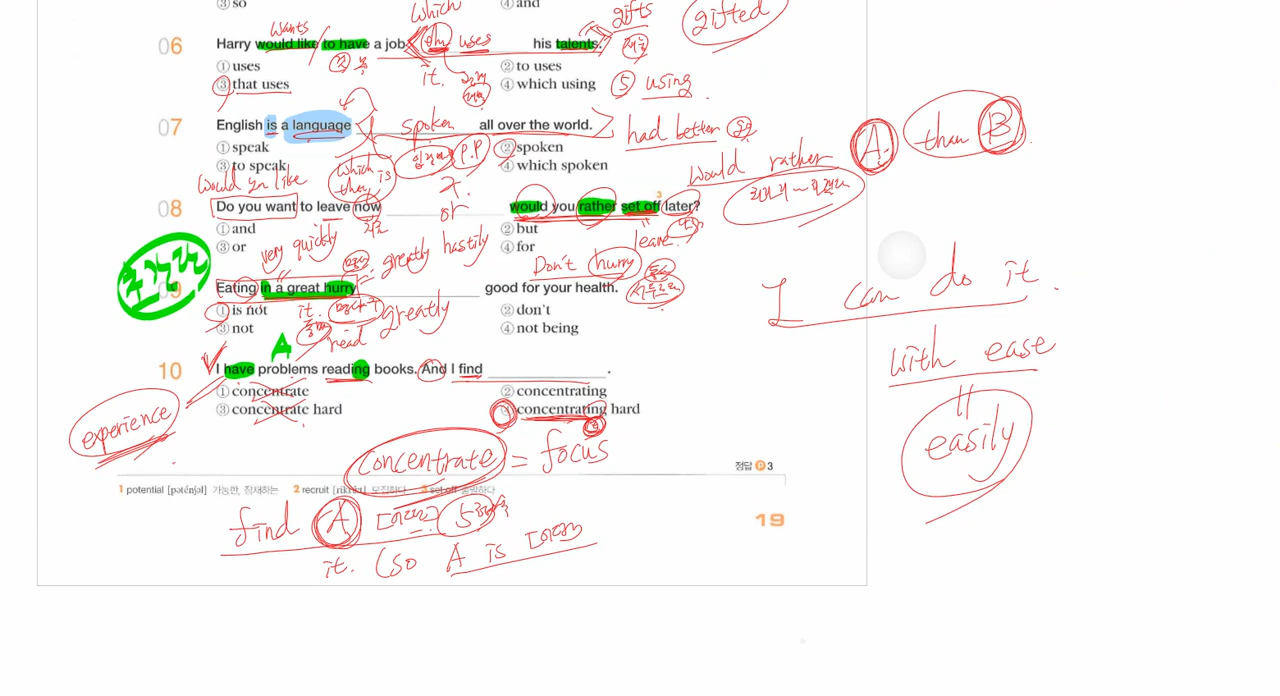 ③ so ④ and
which
gifts
gifted
wants
06 Harry would like to have a job uses his talents.
① uses ② to uses
③ that uses ④ which using
it.
⑤ using
07 English is a language spoken all over the world.
had better
① speak ② spoken
③ to speak ④ which spoken
which is
P.P
would rather A than B
would you like
08 Do you want to leave now or would you rather set off³ later?
① and ② but
③ or ④ for
leave
very quickly
= greatly hastily
Don't hurry
09 Eating in a great hurry good for your health.
① is not ② don't
③ not ④ not being
it.
greatly
read
I can do it.
with ease
=
easily
A
10 I have problems reading books. And I find .
① concentrate ② concentrating
③ concentrate hard ④ concentrating hard
experience
concentrate = focus
정답 P 3
1 potential [pəténʃəl] 가능한, 잠재하는 2 recruit 모집하다 3 set off 출발하다
find A
it. (so A is
19